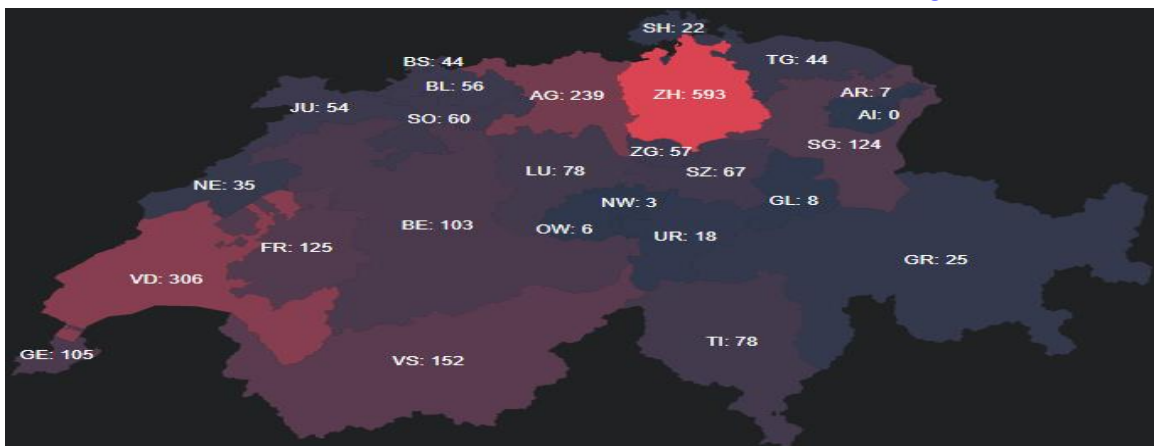 SH: 22
BS: 44
TG: 44
BL: 56
AG: 239
ZH: 593
AR: 7
JU: 54
AI: 0
SO: 60
SG: 124
ZG: 57
LU: 78
SZ: 67
NE: 35
NW: 3
GL: 8
BE: 103
OW: 6
UR: 18
FR: 125
GR: 25
VD: 306
TI: 78
GE: 105
VS: 152